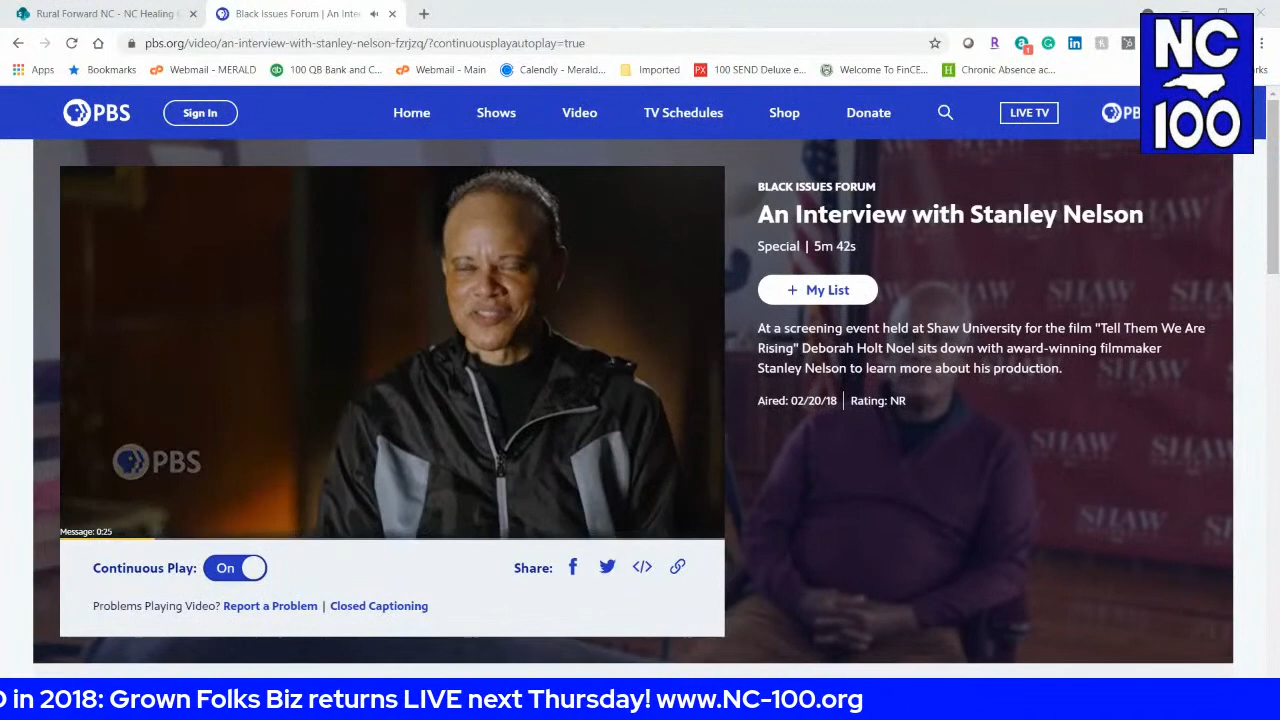 Rural Forward NC - NC Healing
Black Issues Forum | An Inte
pbs.org/video/an-interview-with-stanley-nelson-fzrjzq/?continuousplayautoplay=true
Apps
Bookmarks
Webmail - MERALD
100 QB Bank and C...
Webmail - Main
Calendly - Merald...
Imported
100 SEND Deluxe e...
Welcome To FinCE...
Chronic Absence ac...
NC
100
PBS
Sign In
Home
Shows
Video
TV Schedules
Shop
Donate
LIVE TV
PB
BLACK ISSUES FORUM
An Interview with Stanley Nelson
Special | 5m 42s
+ My List
At a screening event held at Shaw University for the film "Tell Them We Are
Rising" Deborah Holt Noel sits down with award-winning filmmaker
Stanley Nelson to learn more about his production.
Aired: 02/20/18 | Rating: NR
SHAW
SHAW
SHAW
SHAW
PBS
Message: 0:25
Continuous Play: On
Share:
Problems Playing Video? Report a Problem | Closed Captioning
in 2018: Grown Folks Biz returns LIVE next Thursday! www.NC-100.org